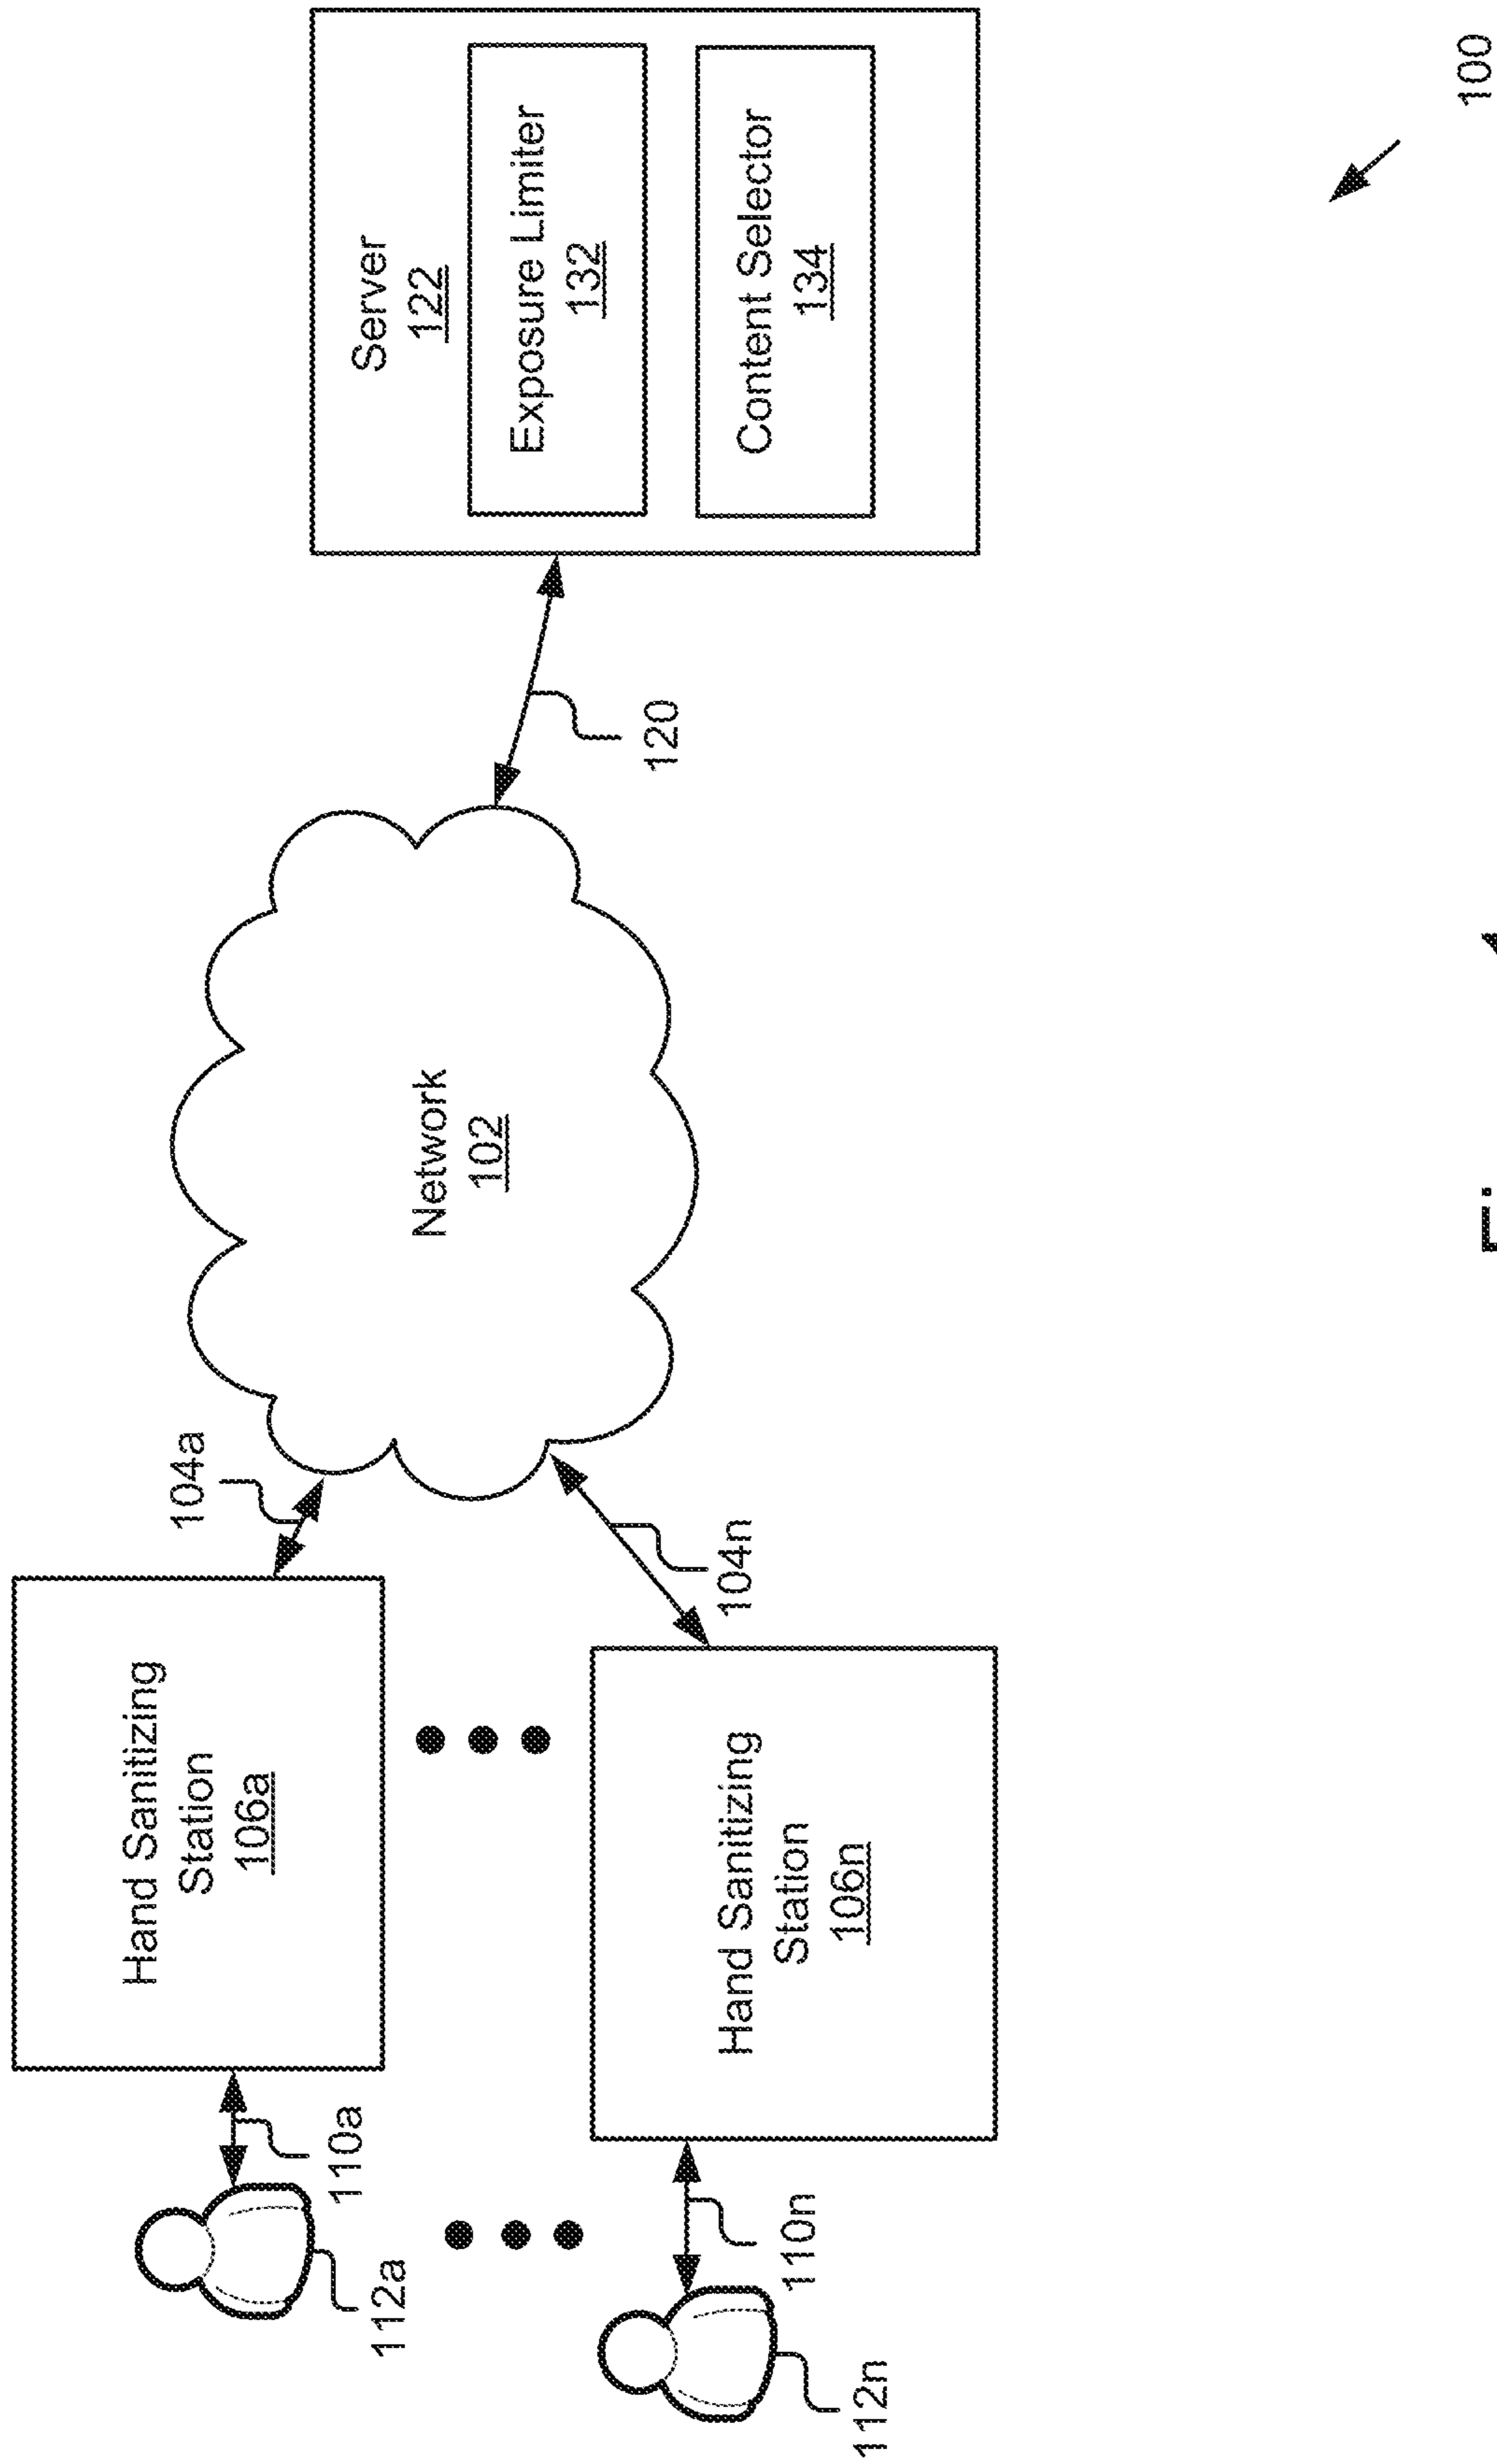 Hand Sanitizing
Station
106a
104a
110a
112a
Hand Sanitizing
Station
106n
104n
110n
112n
Network
102
120
Server
122
Exposure Limiter
132
Content Selector
134
100